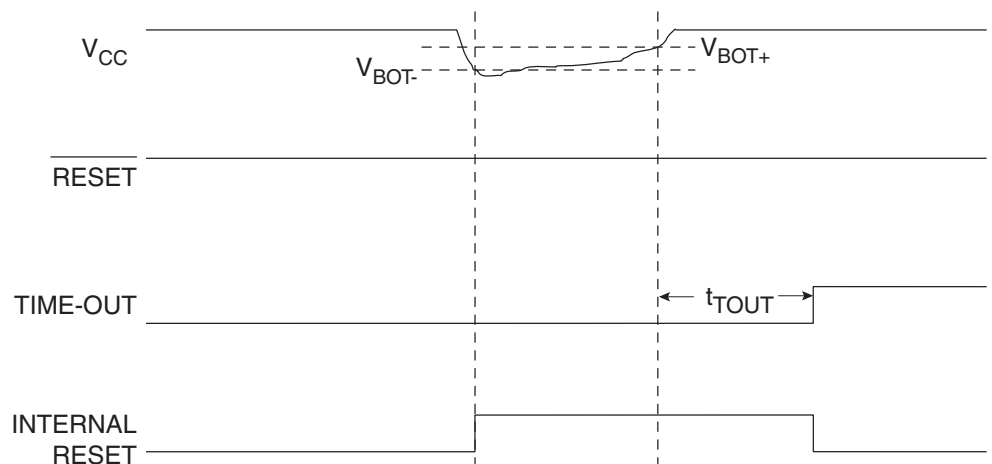 VCC
VBOT-
VBOT+
RESET
TIME-OUT
tTOUT
INTERNAL
RESET